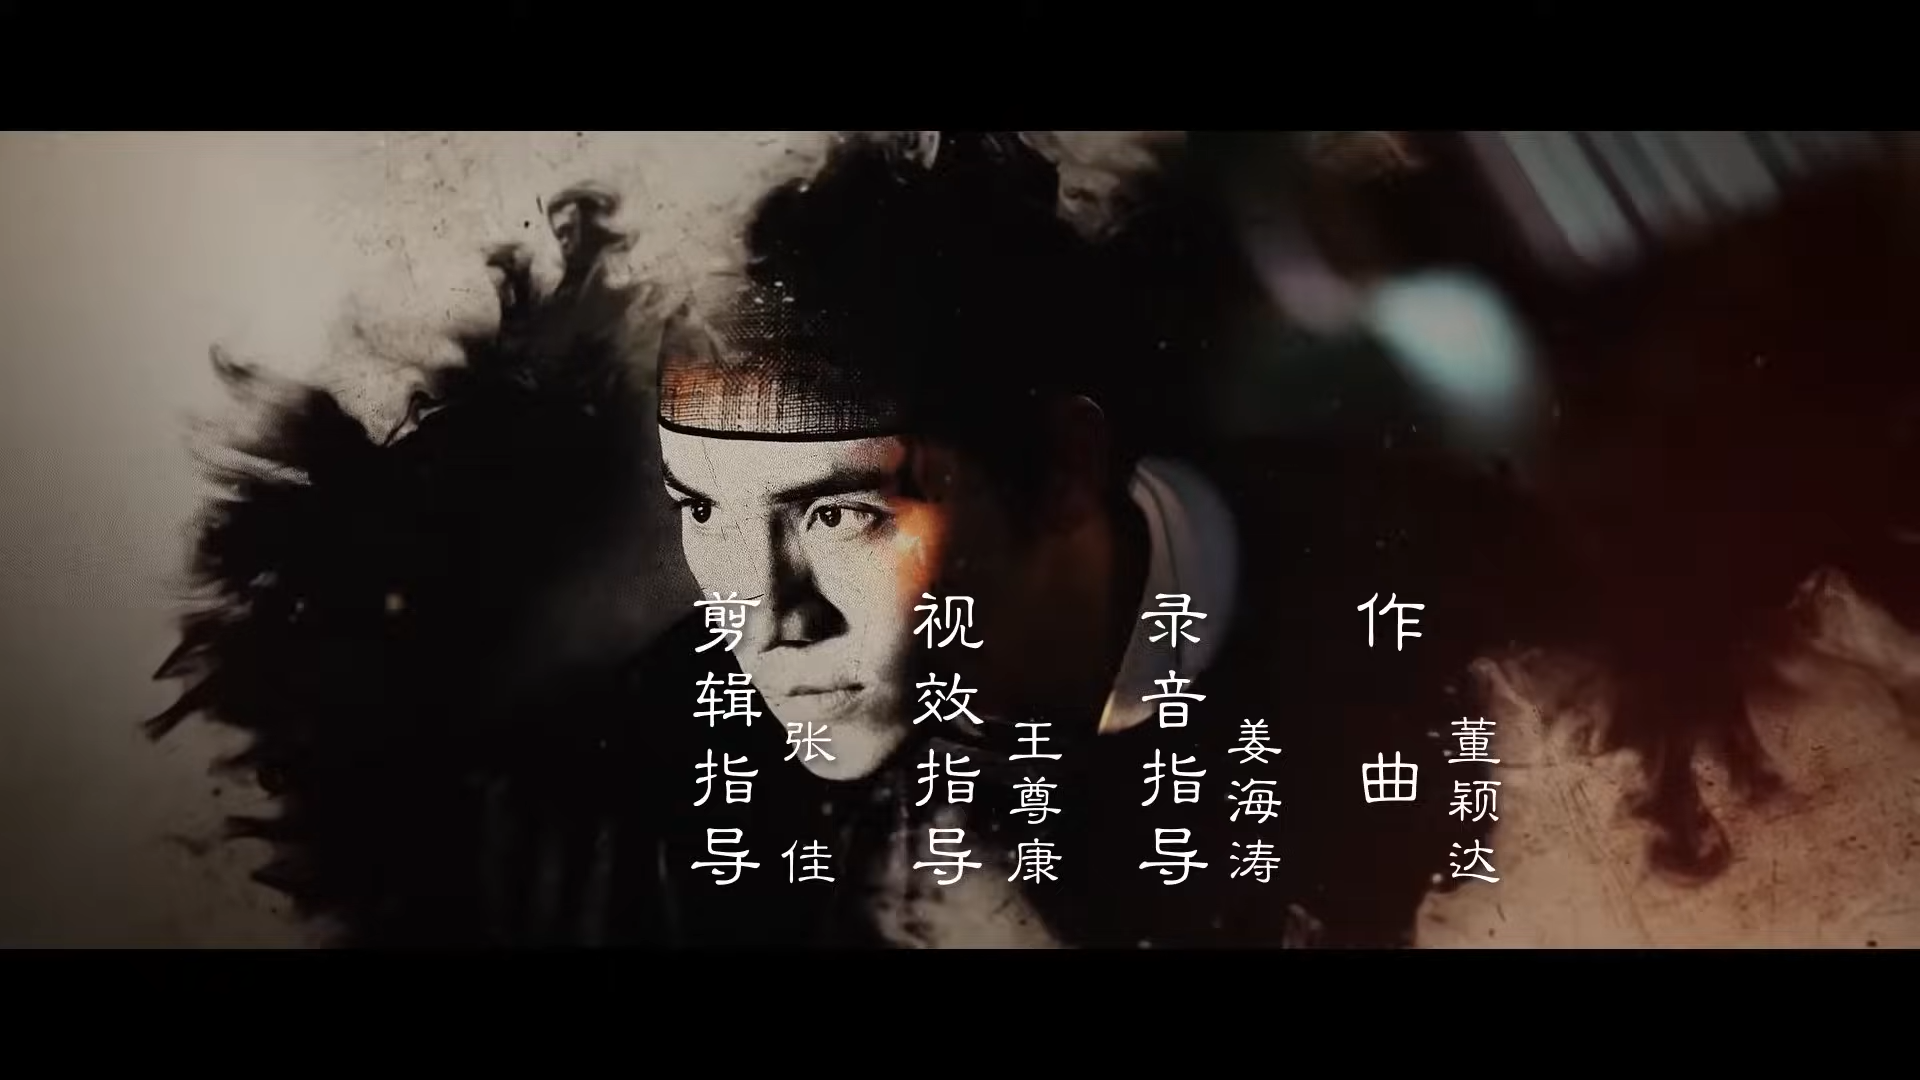 剪辑指导
张佳
视效指导
王尊康
录音指导
姜海涛
作曲
董颖达